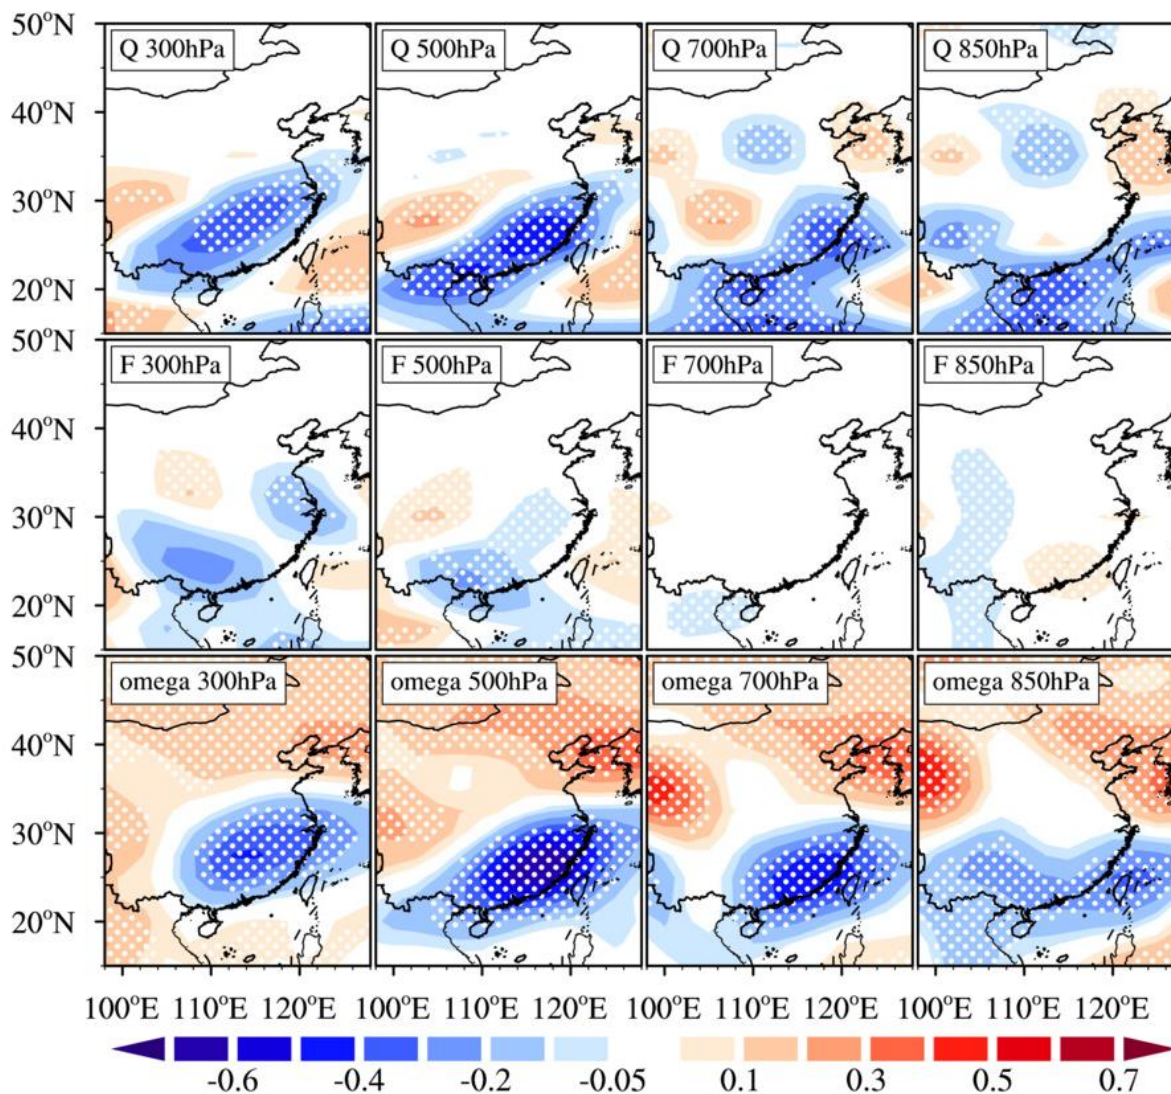 50°N
Q 300hPa
Q 500hPa
Q 700hPa
Q 850hPa
40°N
30°N
20°N
50°N
F 300hPa
F 500hPa
F 700hPa
F 850hPa
40°N
30°N
20°N
50°N
omega 300hPa
omega 500hPa
omega 700hPa
omega 850hPa
40°N
30°N
20°N
100°E 110°E 120°E 100°E 110°E 120°E 100°E 110°E 120°E 100°E 110°E 120°E
-0.6 -0.4 -0.2 -0.05 0.1 0.3 0.5 0.7